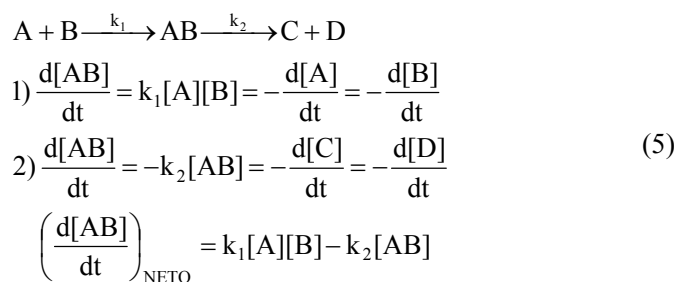 A + B —k₁→ AB —k₂→ C + D
1) d[AB]/dt = k₁[A][B] = −d[A]/dt = −d[B]/dt
2) d[AB]/dt = −k₂[AB] = −d[C]/dt = −d[D]/dt (5)
(d[AB]/dt)NETO = k₁[A][B] − k₂[AB]